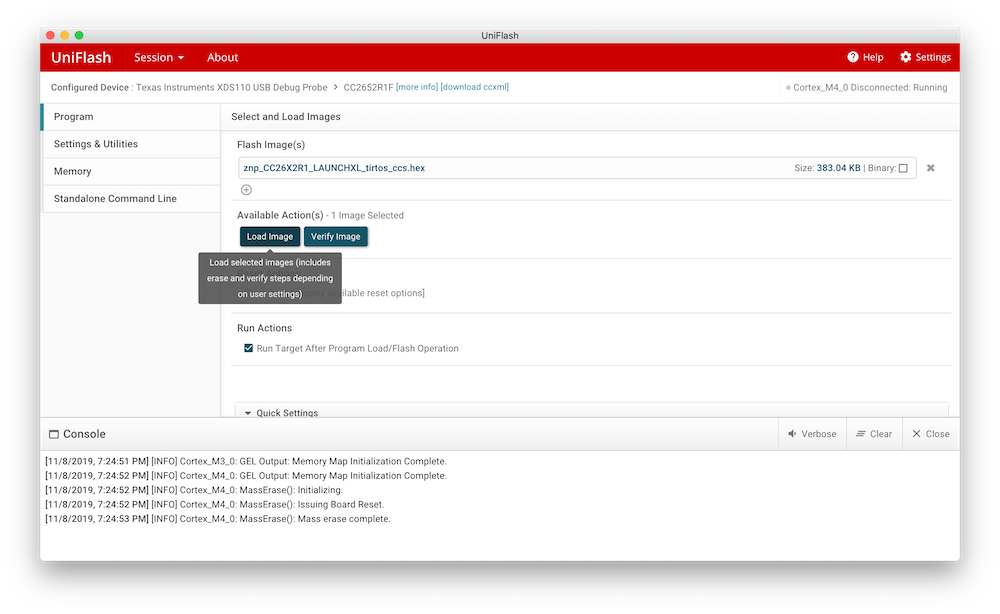 UniFlash
UniFlash Session About Help Settings
Configured Device : Texas Instruments XDS110 USB Debug Probe > CC2652R1F [more info] [download ccxml] Cortex_M4_0 Disconnected: Running
Program
Settings & Utilities
Memory
Standalone Command Line
Select and Load Images
Flash Image(s)
znp_CC26X2R1_LAUNCHXL_tirtos_ccs.hex Size: 383.04 KB | Binary:
Available Action(s) - 1 Image Selected
Load Image Verify Image
Load selected images (includes
erase and verify steps depending
on user settings)
available reset options]
Run Actions
Run Target After Program Load/Flash Operation
Quick Settings
Console Verbose Clear Close
[11/8/2019, 7:24:51 PM] [INFO] Cortex_M3_0: GEL Output: Memory Map Initialization Complete.
[11/8/2019, 7:24:52 PM] [INFO] Cortex_M4_0: GEL Output: Memory Map Initialization Complete.
[11/8/2019, 7:24:52 PM] [INFO] Cortex_M4_0: MassErase(): Initializing.
[11/8/2019, 7:24:52 PM] [INFO] Cortex_M4_0: MassErase(): Issuing Board Reset.
[11/8/2019, 7:24:53 PM] [INFO] Cortex_M4_0: MassErase(): Mass erase complete.